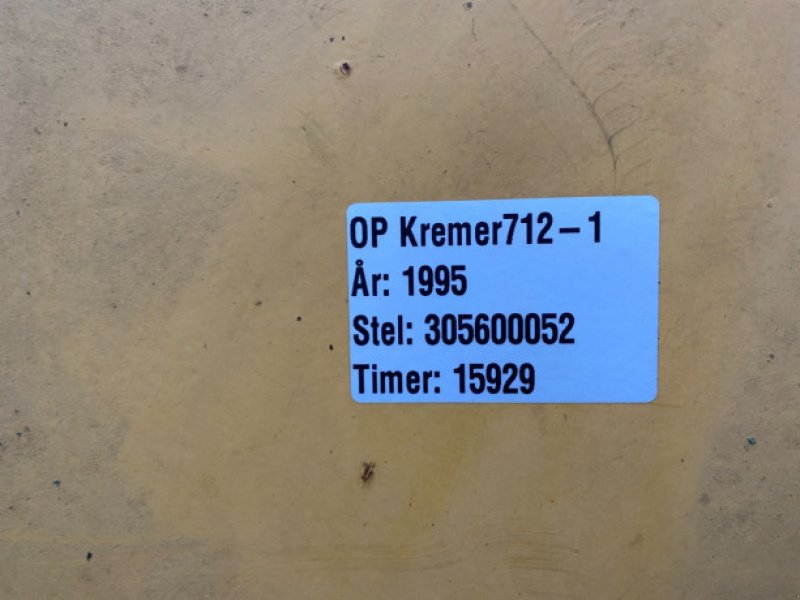 OP Kremer712 – 1
År: 1995
Stel: 305600052
Timer: 15929